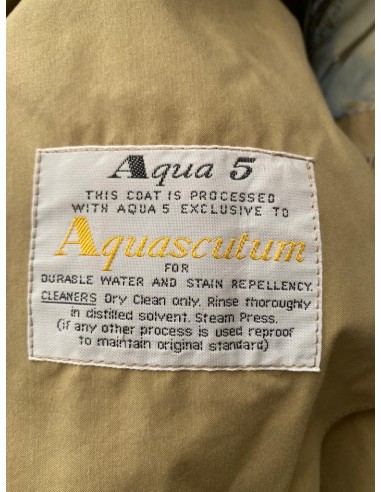 Aqua 5
THIS COAT IS PROCESSED
WITH AQUA 5 EXCLUSIVE TO
Aquascutum
FOR
DURABLE WATER AND STAIN REPELLENCY.
CLEANERS Dry Clean only. Rinse thoroughly
in distilled solvent. Steam Press.
(if any other process is used reproof
to maintain original standard)